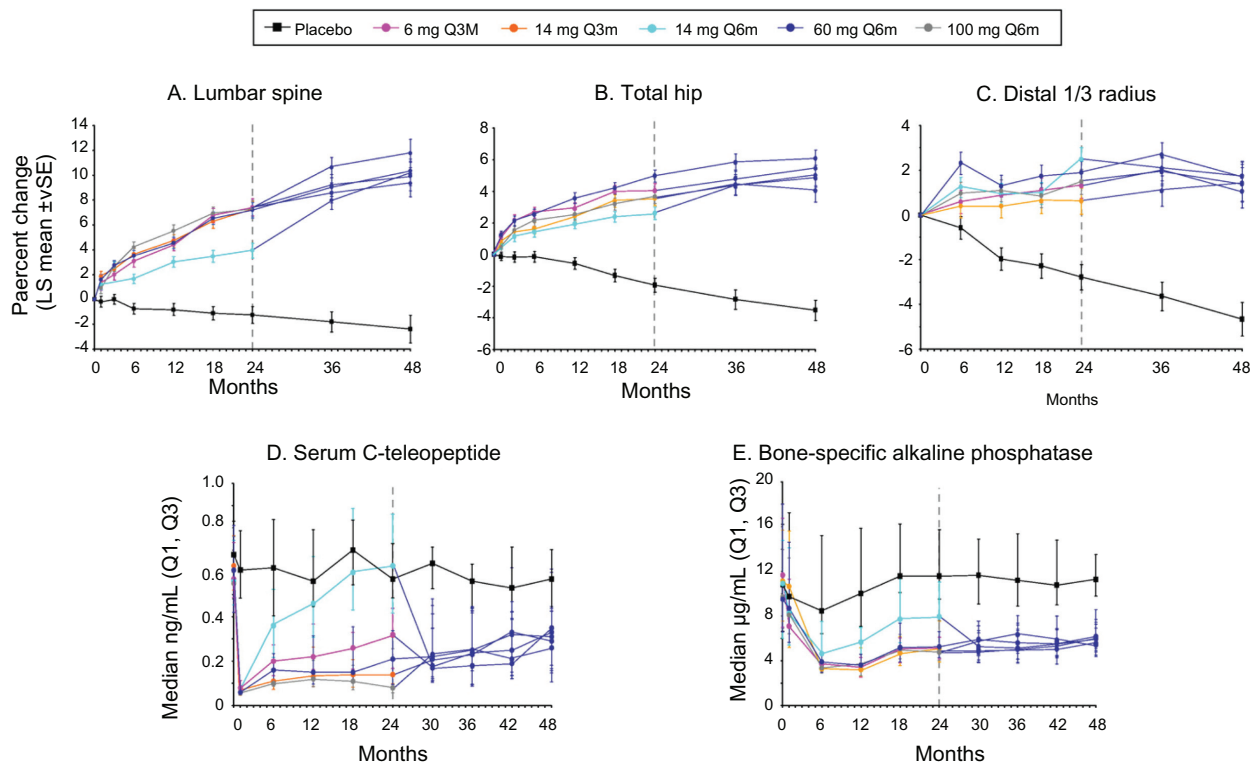 Placebo 6 mg Q3M 14 mg Q3m 14 mg Q6m 60 mg Q6m 100 mg Q6m
A. Lumbar spine
Paercent change
(LS mean ±vSE)
14
12
10
8
6
4
2
0
-2
-4
0 6 12 18 24 36 48
Months
B. Total hip
8
6
4
2
0
-2
-4
-6
0 6 12 18 24 36 48
Months
C. Distal 1/3 radius
4
2
0
-2
-4
-6
0 6 12 18 24 36 48
Months
D. Serum C-teleopeptide
Median ng/mL (Q1, Q3)
1.0
0.8
0.6
0.4
0.2
0
0 6 12 18 24 30 36 42 48
Months
E. Bone-specific alkaline phosphatase
Median µg/mL (Q1, Q3)
20
16
12
8
4
0
0 6 12 18 24 30 36 42 48
Months